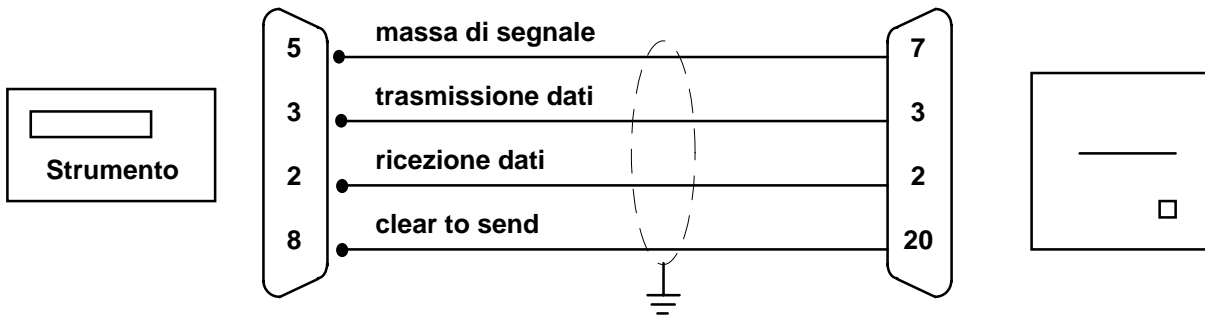 5 massa di segnale 7
3 trasmissione dati 3
Strumento
2 ricezione dati 2
8 clear to send 20